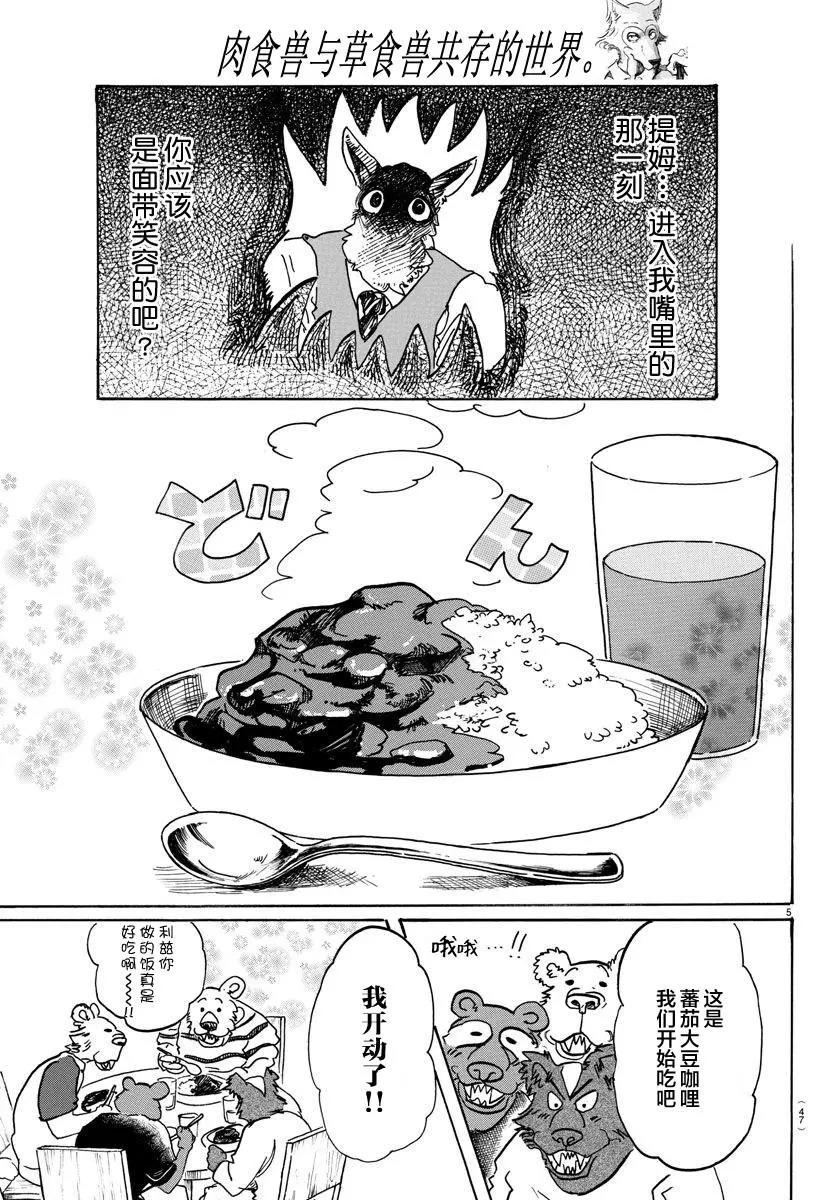 肉食兽与草食兽共存的世界。
提姆…进入我嘴里的
那一刻
你应该
是面带笑容的吧？
どん
5
这是
蕃茄大豆咖哩
我们开始吃吧
哦哦…!!
我开动了!!
利兹你
做的饭真是
好吃啊～～～!!
(47)